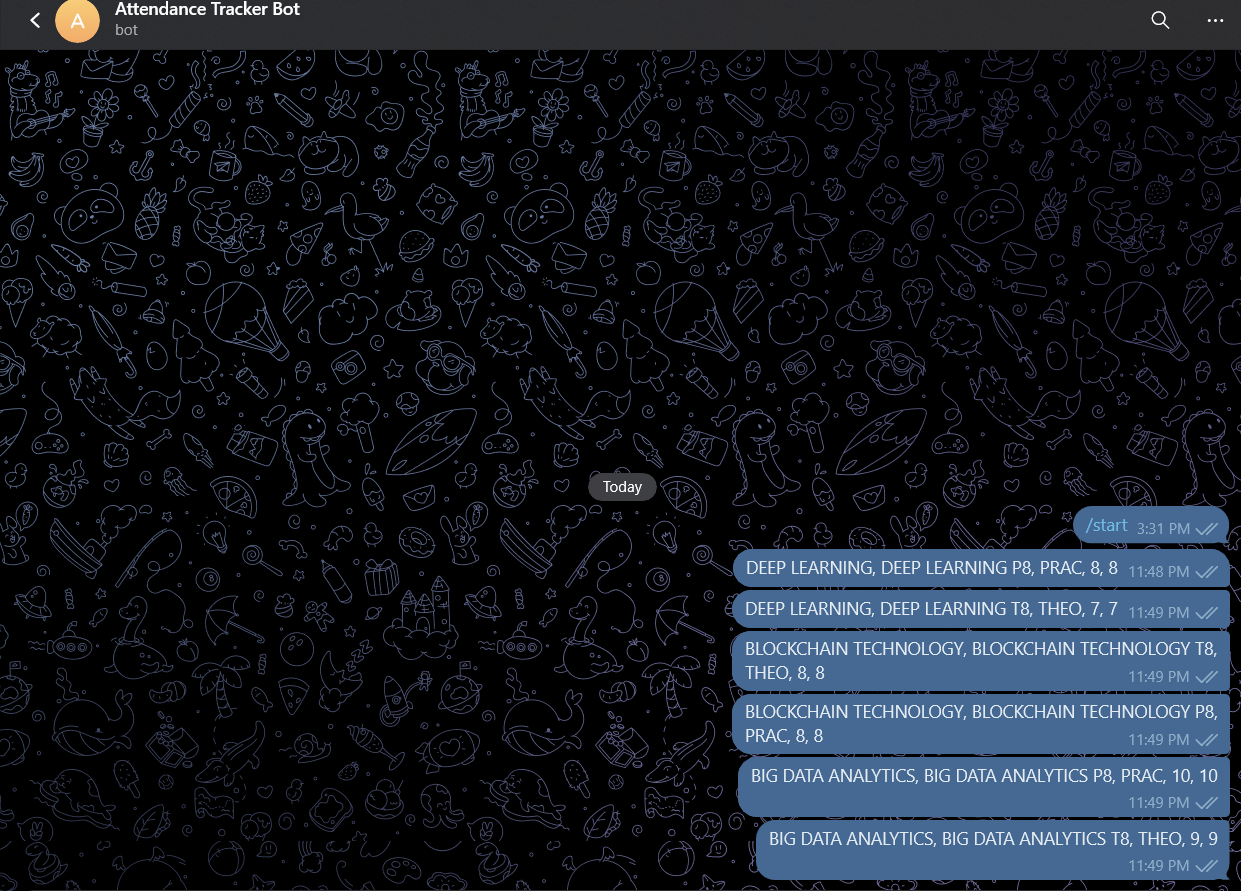 A
Attendance Tracker Bot
bot
Today
/start 3:31 PM
DEEP LEARNING, DEEP LEARNING P8, PRAC, 8, 8 11:48 PM
DEEP LEARNING, DEEP LEARNING T8, THEO, 7, 7 11:49 PM
BLOCKCHAIN TECHNOLOGY, BLOCKCHAIN TECHNOLOGY T8,
THEO, 8, 8 11:49 PM
BLOCKCHAIN TECHNOLOGY, BLOCKCHAIN TECHNOLOGY P8,
PRAC, 8, 8 11:49 PM
BIG DATA ANALYTICS, BIG DATA ANALYTICS P8, PRAC, 10, 10
11:49 PM
BIG DATA ANALYTICS, BIG DATA ANALYTICS T8, THEO, 9, 9
11:49 PM